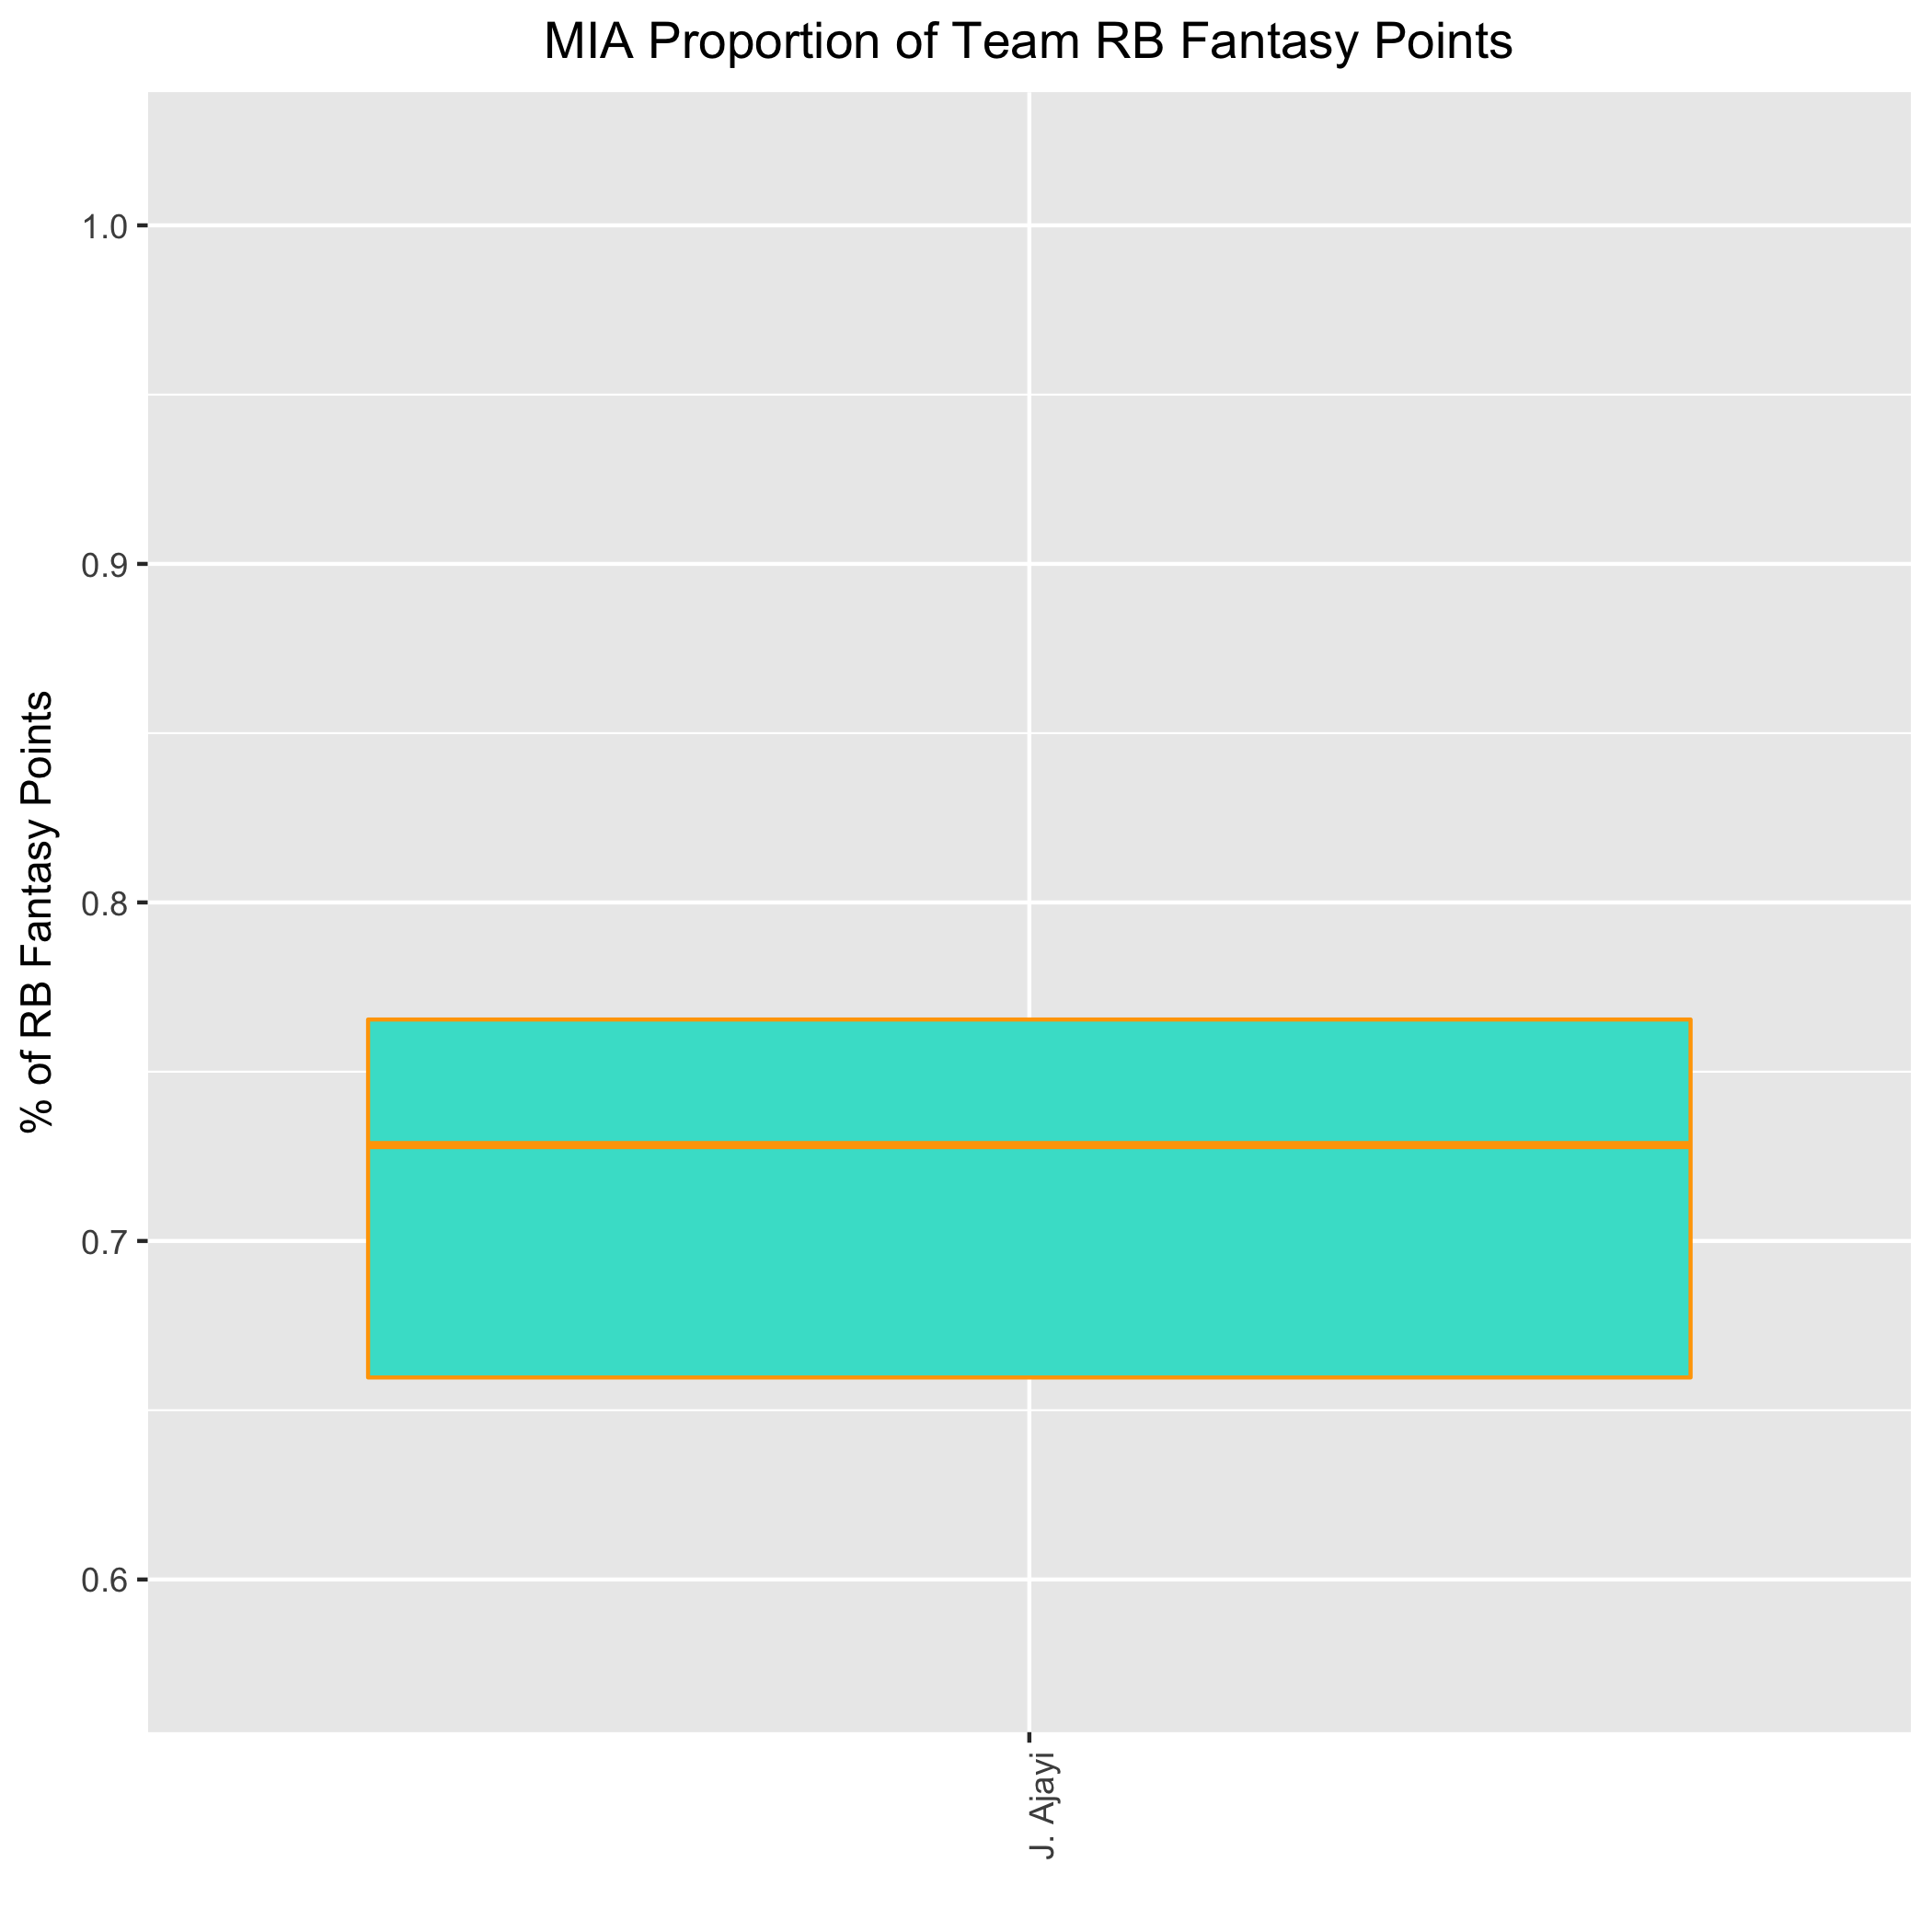 MIA Proportion of Team RB Fantasy Points
% of RB Fantasy Points
1.0
0.9
0.8
0.7
0.6
J. Ajayi